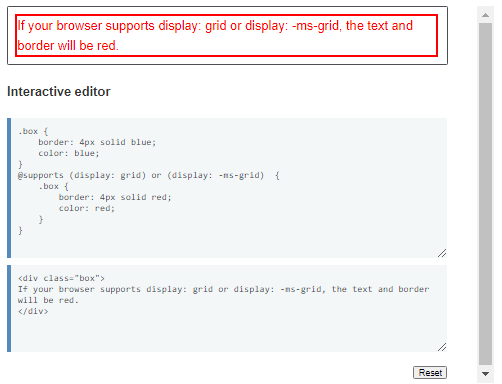 If your browser supports display: grid or display: -ms-grid, the text and
border will be red.
Interactive editor
.box {
    border: 4px solid blue;
    color: blue;
}
@supports (display: grid) or (display: -ms-grid)  {
    .box {
        border: 4px solid red;
        color: red;
    }
}
<div class="box">
If your browser supports display: grid or display: -ms-grid, the text and border
will be red.
</div>
Reset